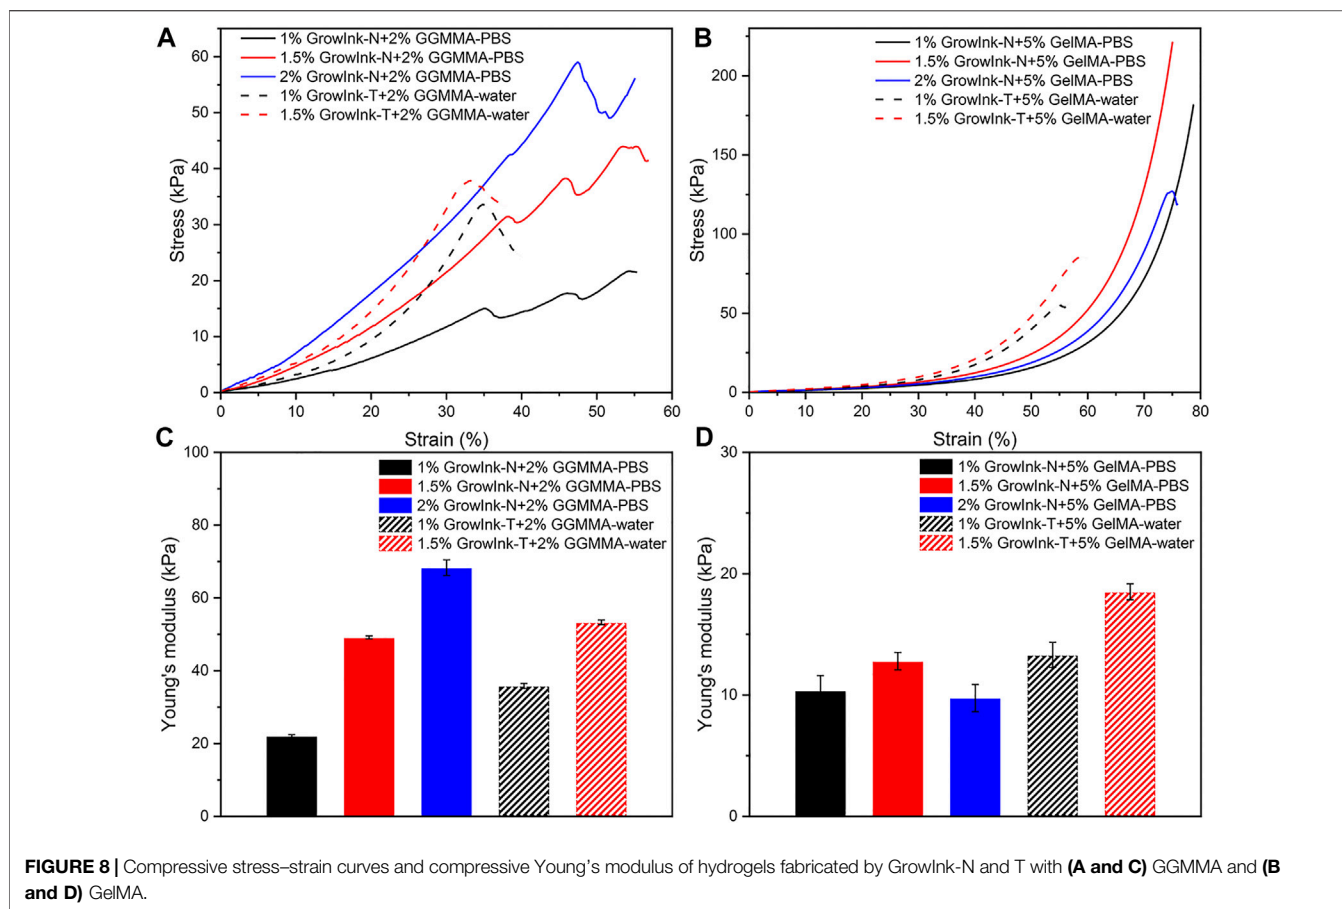 A
1% GrowInk-N+2% GGMMA-PBS
1.5% GrowInk-N+2% GGMMA-PBS
2% GrowInk-N+2% GGMMA-PBS
1% GrowInk-T+2% GGMMA-water
1.5% GrowInk-T+2% GGMMA-water
Stress (kPa)
60
50
40
30
20
10
0
0 10 20 30 40 50 60
Strain (%)
B
1% GrowInk-N+5% GelMA-PBS
1.5% GrowInk-N+5% GelMA-PBS
2% GrowInk-N+5% GelMA-PBS
1% GrowInk-T+5% GelMA-water
1.5% GrowInk-T+5% GelMA-water
Stress (kPa)
200
150
100
50
0
0 10 20 30 40 50 60 70 80
Strain (%)
C
1% GrowInk-N+2% GGMMA-PBS
1.5% GrowInk-N+2% GGMMA-PBS
2% GrowInk-N+2% GGMMA-PBS
1% GrowInk-T+2% GGMMA-water
1.5% GrowInk-T+2% GGMMA-water
Young's modulus (kPa)
100
80
60
40
20
0
D
1% GrowInk-N+5% GelMA-PBS
1.5% GrowInk-N+5% GelMA-PBS
2% GrowInk-N+5% GelMA-PBS
1% GrowInk-T+5% GelMA-water
1.5% GrowInk-T+5% GelMA-water
Young's modulus (kPa)
30
20
10
0
FIGURE 8 | Compressive stress–strain curves and compressive Young's modulus of hydrogels fabricated by GrowInk-N and T with (A and C) GGMMA and (B
and D) GelMA.